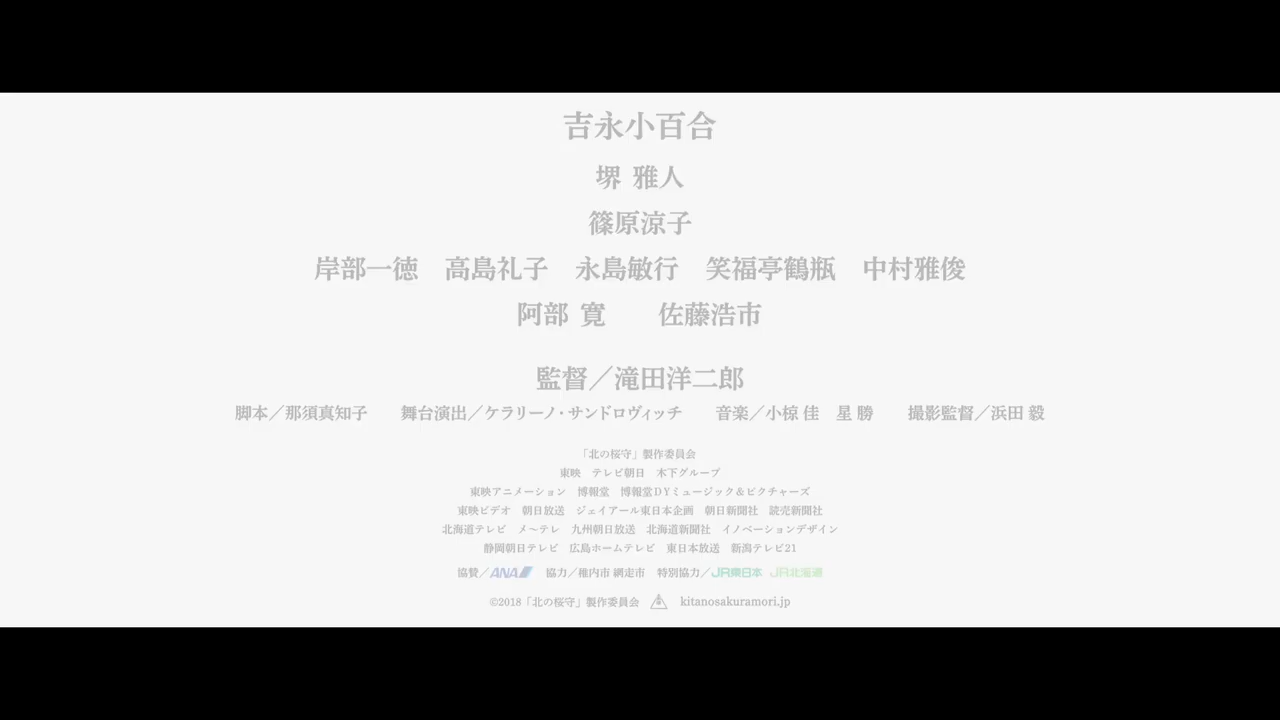 吉永小百合
堺 雅人
篠原涼子
岸部一徳 高島礼子 永島敏行 笑福亭鶴瓶 中村雅俊
阿部 寛 佐藤浩市
監督／滝田洋二郎
脚本／那須真知子 舞台演出／ケラリーノ・サンドロヴィッチ 音楽／小椋 佳 星 勝 撮影監督／浜田 毅
「北の桜守」製作委員会
東映 テレビ朝日 木下グループ
東映アニメーション 博報堂 博報堂DYミュージック＆ピクチャーズ
東映ビデオ 朝日放送 ジェイアール東日本企画 朝日新聞社 読売新聞社
北海道テレビ メ〜テレ 九州朝日放送 北海道新聞社 イノベーションデザイン
静岡朝日テレビ 広島ホームテレビ 東日本放送 新潟テレビ21
協賛／ANA 協力／稚内市 網走市 特別協力／JR東日本 JR北海道
©2018「北の桜守」製作委員会 kitanosakuramori.jp